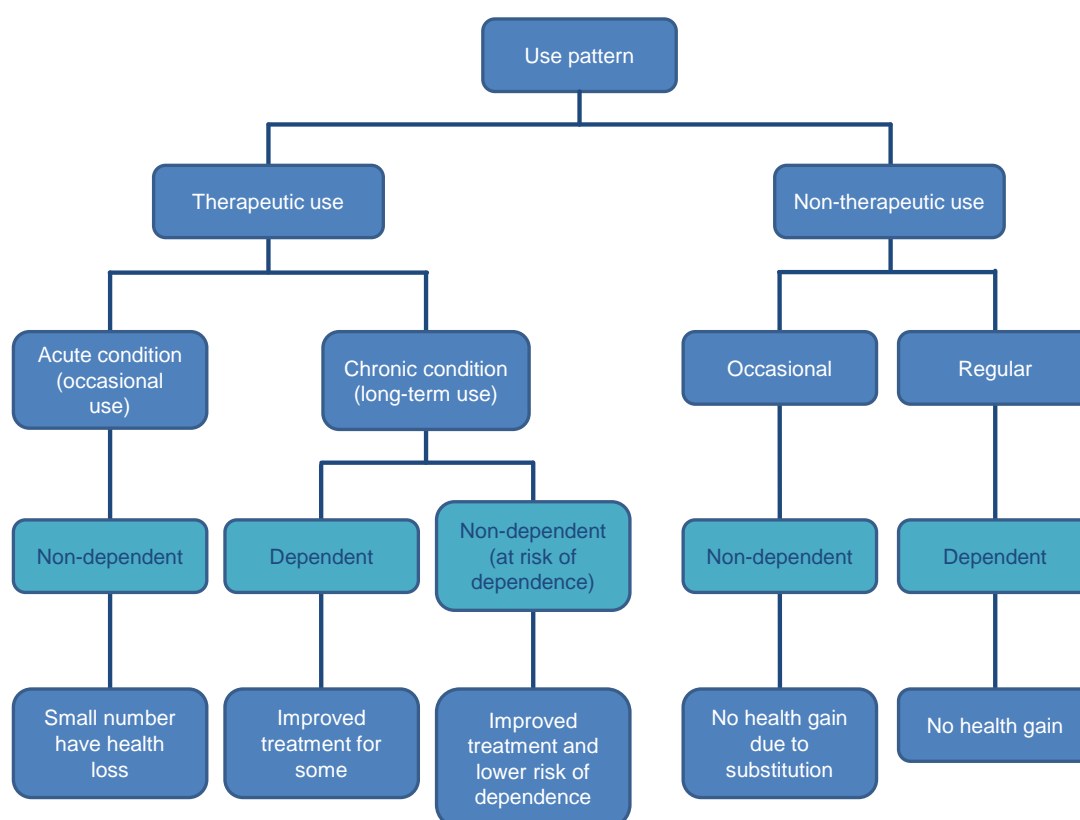 Use pattern
Therapeutic use
Non-therapeutic use
Acute condition
(occasional
use)
Chronic condition
(long-term use)
Occasional
Regular
Non-dependent
Dependent
Non-dependent
(at risk of
dependence)
Non-dependent
Dependent
Small number
have health
loss
Improved
treatment for
some
Improved
treatment and
lower risk of
dependence
No health gain
due to
substitution
No health gain